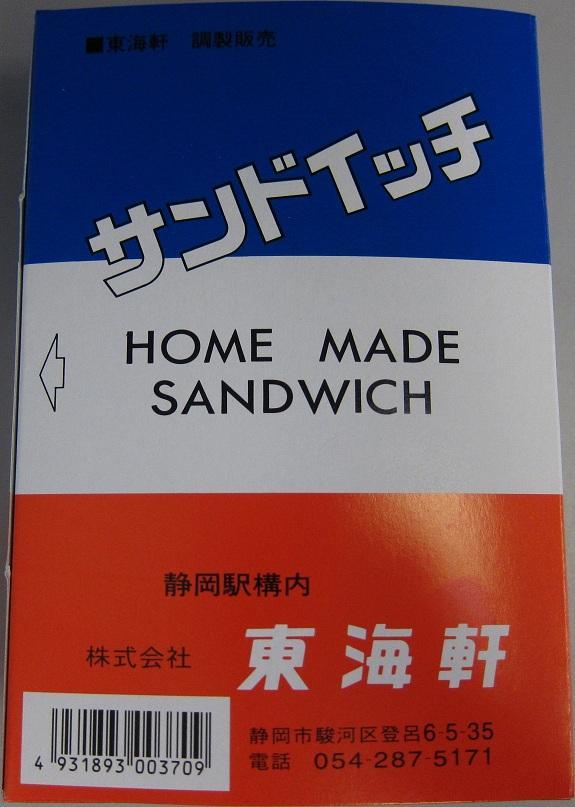 ■東海軒　調製販売
サンドイッチ
HOME MADE
SANDWICH
静岡駅構内
株式会社 東海軒
静岡市駿河区登呂6-5-35
電話 054-287-5171
4 931893 003709